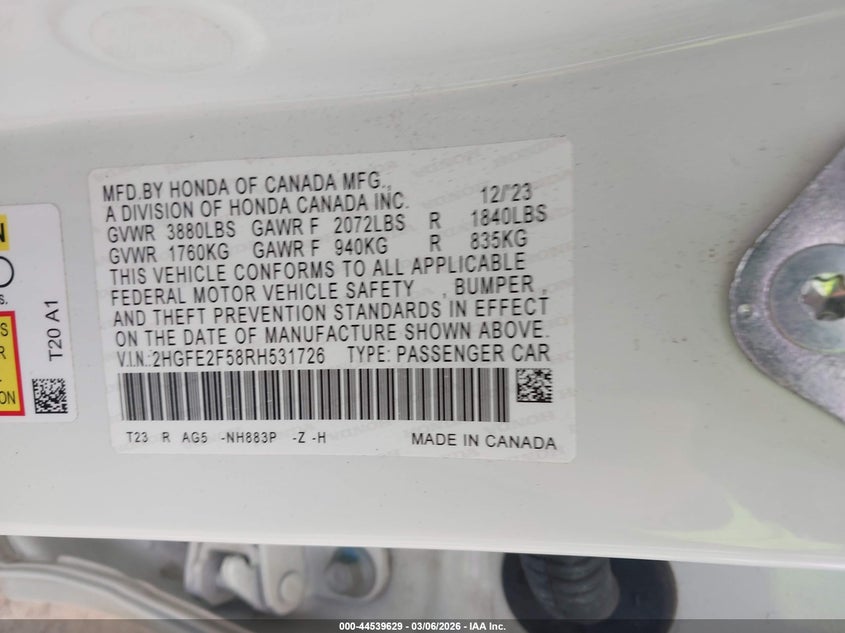 MFD.BY HONDA OF CANADA MFG.,
A DIVISION OF HONDA CANADA INC. 12/'23
GVWR 3880LBS GAWR F 2072LBS R 1840LBS
GVWR 1760KG GAWR F 940KG R 835KG
THIS VEHICLE CONFORMS TO ALL APPLICABLE
FEDERAL MOTOR VEHICLE SAFETY , BUMPER ,
AND THEFT PREVENTION STANDARDS IN EFFECT
ON THE DATE OF MANUFACTURE SHOWN ABOVE.
V.I.N.:2HGFE2F58RH531726 TYPE: PASSENGER CAR
T23 R AG5 -NH883P -Z -H MADE IN CANADA
T20 A1
000-44539629 - 03/06/2026 - IAA Inc.